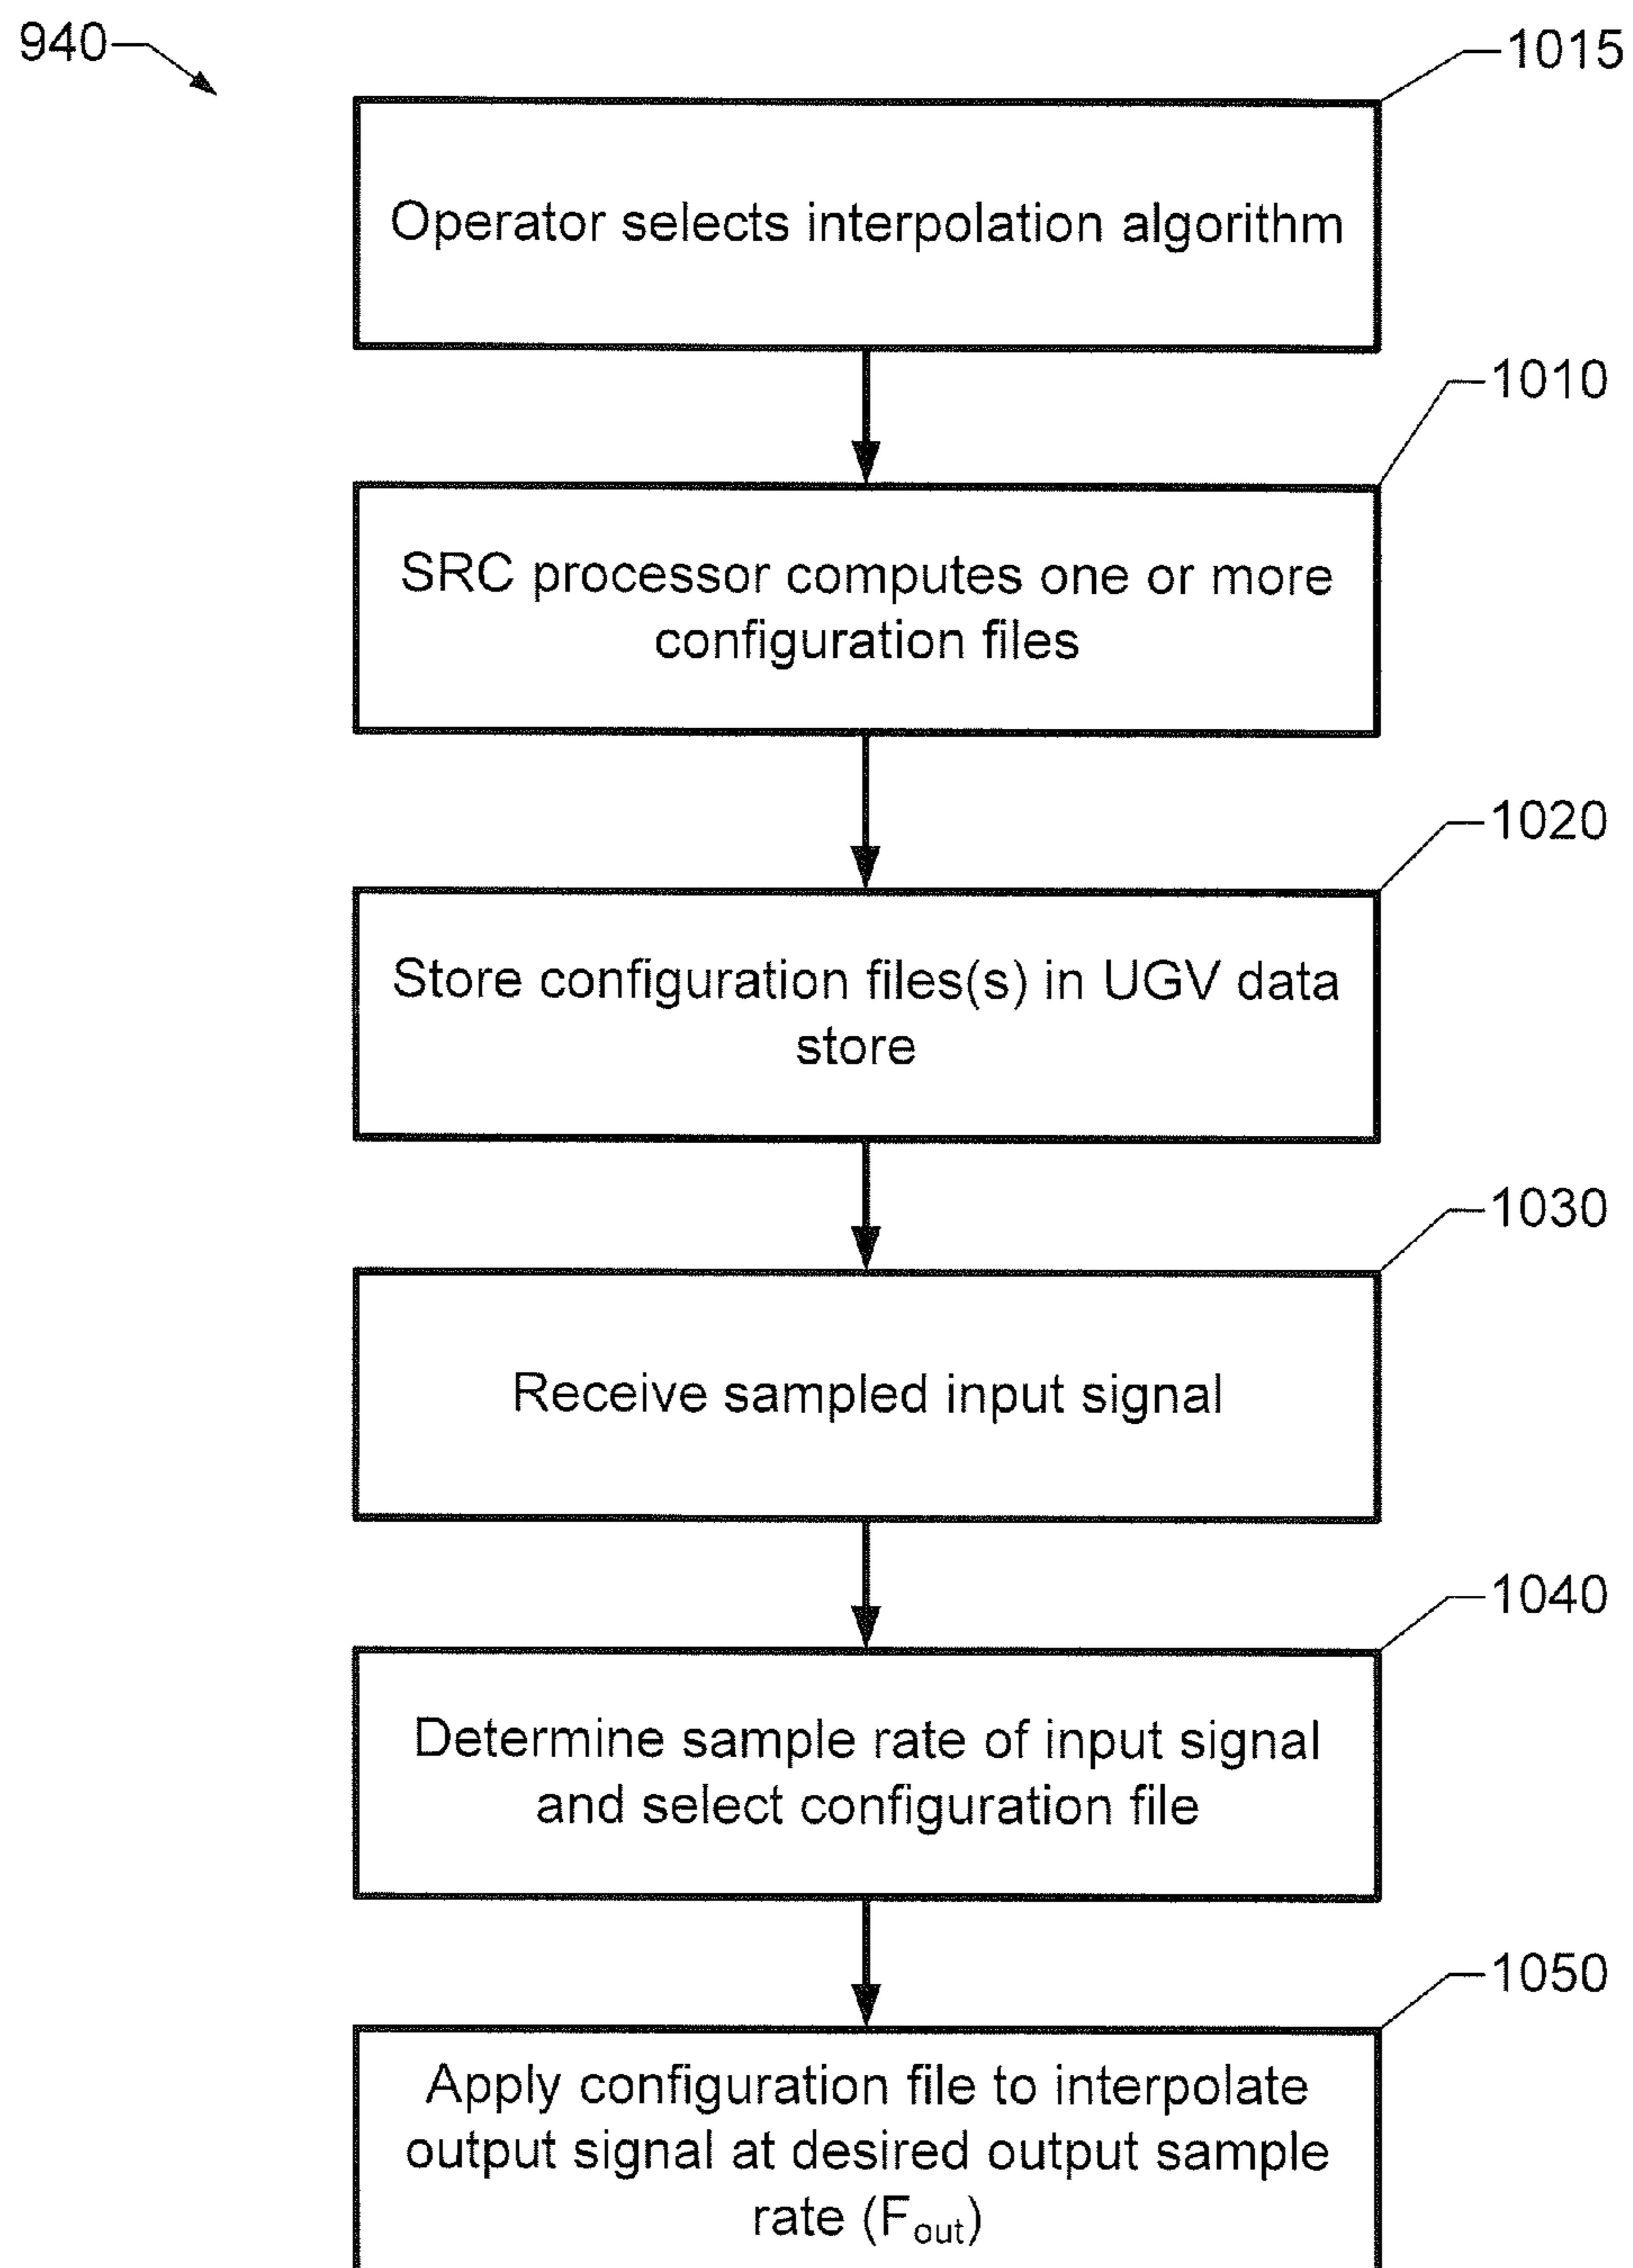 940
1015
Operator selects interpolation algorithm
1010
SRC processor computes one or more
configuration files
1020
Store configuration files(s) in UGV data
store
1030
Receive sampled input signal
1040
Determine sample rate of input signal
and select configuration file
1050
Apply configuration file to interpolate
output signal at desired output sample
rate (Fout)